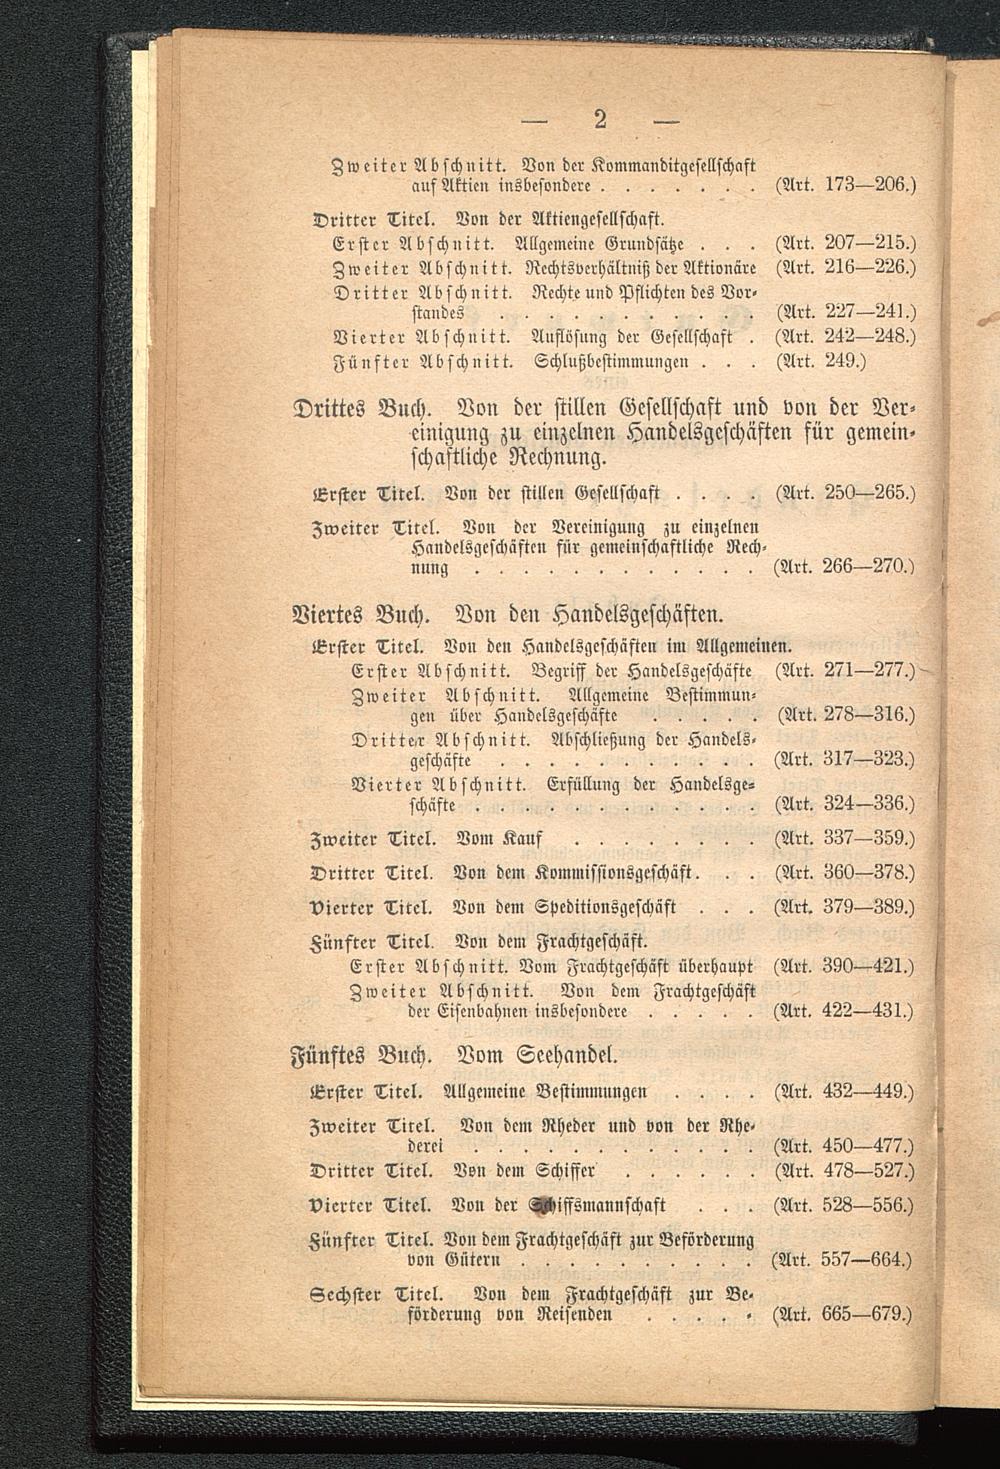 — 2 —
Zweiter Abschnitt. Von der Kommanditgesellschaft
auf Aktien insbesondere . . . . . . . (Art. 173—206.)
Dritter Titel. Von der Aktiengesellschaft.
Erster Abschnitt. Allgemeine Grundsätze . . . (Art. 207—215.)
Zweiter Abschnitt. Rechtsverhältniß der Aktionäre (Art. 216—226.)
Dritter Abschnitt. Rechte und Pflichten des Vor-
standes . . . . . . . . . . . (Art. 227—241.)
Vierter Abschnitt. Auflösung der Gesellschaft . (Art. 242—248.)
Fünfter Abschnitt. Schlußbestimmungen . . . (Art. 249.)
Drittes Buch. Von der stillen Gesellschaft und von der Ver-
einigung zu einzelnen Handelsgeschäften für gemein-
schaftliche Rechnung.
Erster Titel. Von der stillen Gesellschaft . . . . (Art. 250—265.)
Zweiter Titel. Von der Vereinigung zu einzelnen
Handelsgeschäften für gemeinschaftliche Rech-
nung . . . . . . . . . . . . (Art. 266—270.)
Viertes Buch. Von den Handelsgeschäften.
Erster Titel. Von den Handelsgeschäften im Allgemeinen.
Erster Abschnitt. Begriff der Handelsgeschäfte (Art. 271—277.)
Zweiter Abschnitt. Allgemeine Bestimmun-
gen über Handelsgeschäfte . . . . . (Art. 278—316.)
Dritter Abschnitt. Abschließung der Handels-
geschäfte . . . . . . . . . . . (Art. 317—323.)
Vierter Abschnitt. Erfüllung der Handelsge-
schäfte . . . . . . . . . . . . (Art. 324—336.)
Zweiter Titel. Vom Kauf . . . . . . . . (Art. 337—359.)
Dritter Titel. Von dem Kommissionsgeschäft. . . (Art. 360—378.)
Vierter Titel. Von dem Speditionsgeschäft . . . (Art. 379—389.)
Fünfter Titel. Von dem Frachtgeschäft.
Erster Abschnitt. Vom Frachtgeschäft überhaupt (Art. 390—421.)
Zweiter Abschnitt. Von dem Frachtgeschäft
der Eisenbahnen insbesondere . . . . . (Art. 422—431.)
Fünftes Buch. Vom Seehandel.
Erster Titel. Allgemeine Bestimmungen . . . . (Art. 432—449.)
Zweiter Titel. Von dem Rheder und von der Rhe-
derei . . . . . . . . . . . . (Art. 450—477.)
Dritter Titel. Von dem Schiffer . . . . . . (Art. 478—527.)
Vierter Titel. Von der Schiffsmannschaft . . . (Art. 528—556.)
Fünfter Titel. Von dem Frachtgeschäft zur Beförderung
von Gütern . . . . . . . . . . (Art. 557—664.)
Sechster Titel. Von dem Frachtgeschäft zur Be-
förderung von Reisenden . . . . . (Art. 665—679.)